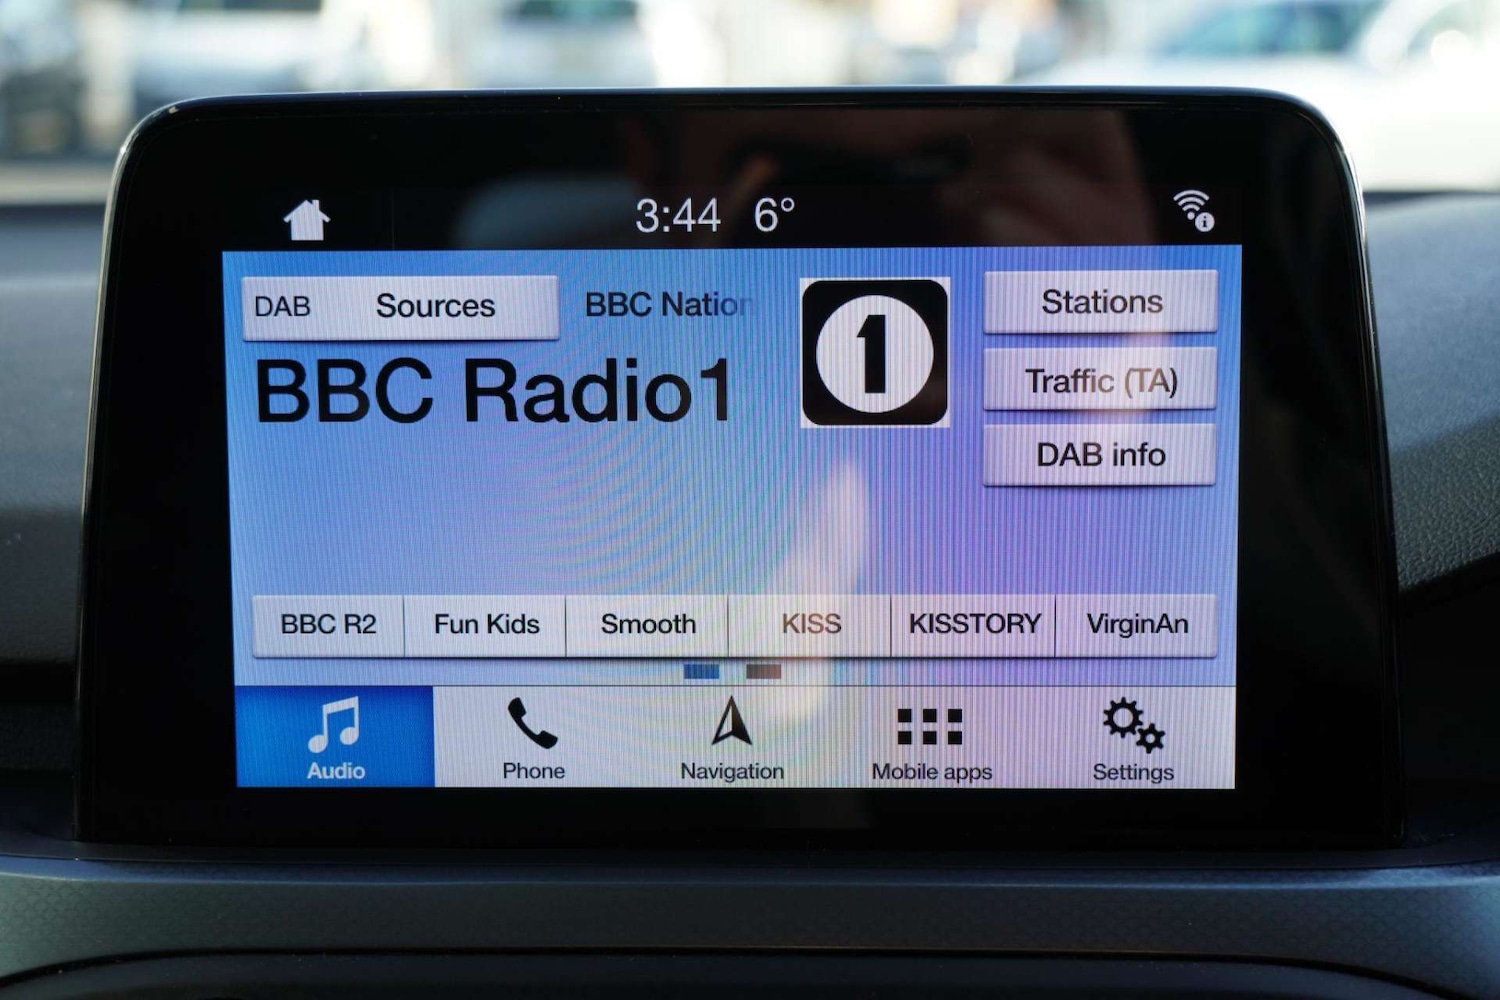 3:44 6°
DAB Sources
BBC Nation
1
Stations
BBC Radio1
Traffic (TA)
DAB info
BBC R2 Fun Kids Smooth KISS KISSTORY VirginAn
Audio Phone Navigation Mobile apps Settings